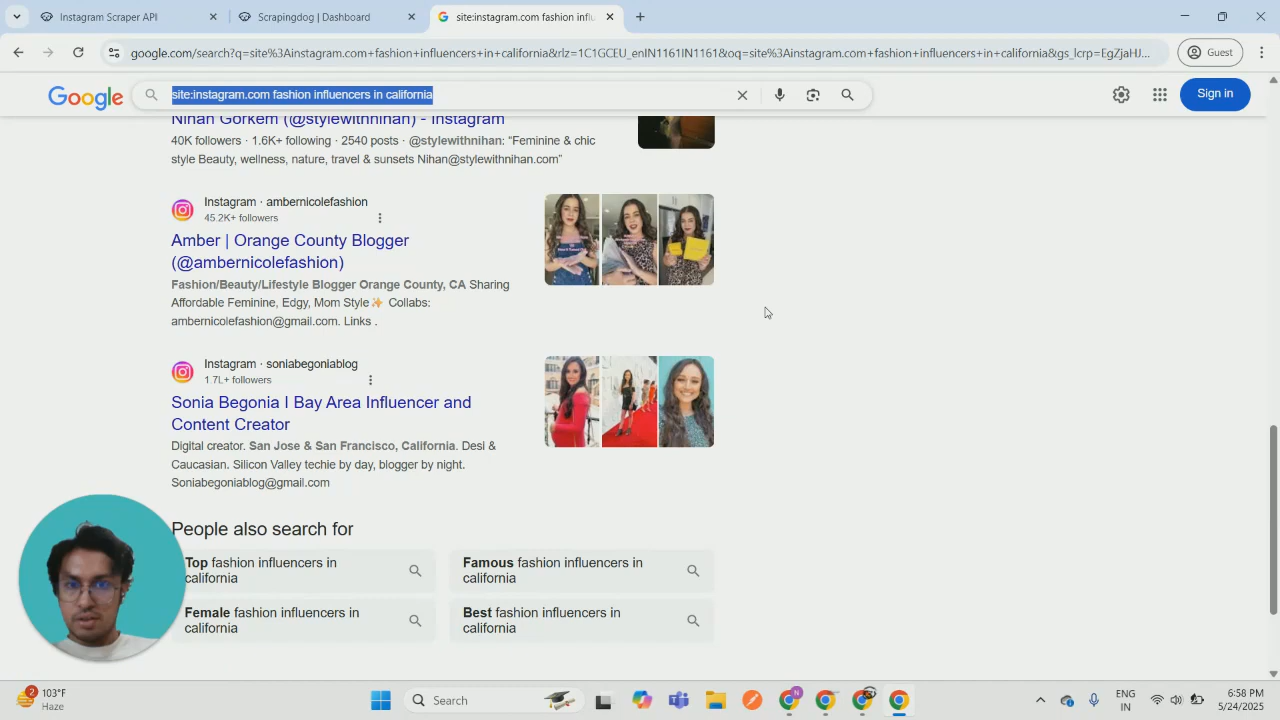 Instagram Scraper API
Scrapingdog | Dashboard
site:instagram.com fashion influ
google.com/search?q=site%3Ainstagram.com+fashion+influencers+in+california&rlz=1C1GCEU_enIN1161IN1161&oq=site%3Ainstagram.com+fashion+influencers+in+california&gs_lcrp=EgZjaHJ...
Guest
Google
site:instagram.com fashion influencers in california
Sign in
Nihan Gorkem (@stylewithnihan) - Instagram
40K followers · 1.6K+ following · 2540 posts · @stylewithnihan: “Feminine & chic
style Beauty, wellness, nature, travel & sunsets Nihan@stylewithnihan.com”
Instagram · ambernicolefashion
45.2K+ followers
Amber | Orange County Blogger
(@ambernicolefashion)
Fashion/Beauty/Lifestyle Blogger Orange County, CA Sharing
Affordable Feminine, Edgy, Mom Style✨ Collabs:
ambernicolefashion@gmail.com. Links .
Instagram · soniabegoniablog
1.7L+ followers
Sonia Begonia I Bay Area Influencer and
Content Creator
Digital creator. San Jose & San Francisco, California. Desi &
Caucasian. Silicon Valley techie by day, blogger by night.
Soniabegoniablog@gmail.com
People also search for
Top fashion influencers in
california
Famous fashion influencers in
california
Female fashion influencers in
california
Best fashion influencers in
california
2
103°F
Haze
Search
ENG
IN
6:58 PM
5/24/2025